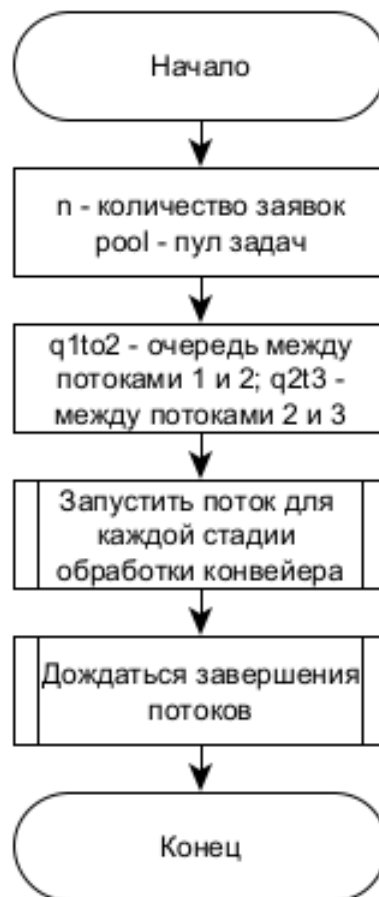 Начало
n - количество заявок
pool - пул задач
q1to2 - очередь между
потоками 1 и 2; q2t3 -
между потоками 2 и 3
Запустить поток для
каждой стадии
обработки конвейера
Дождаться завершения
потоков
Конец